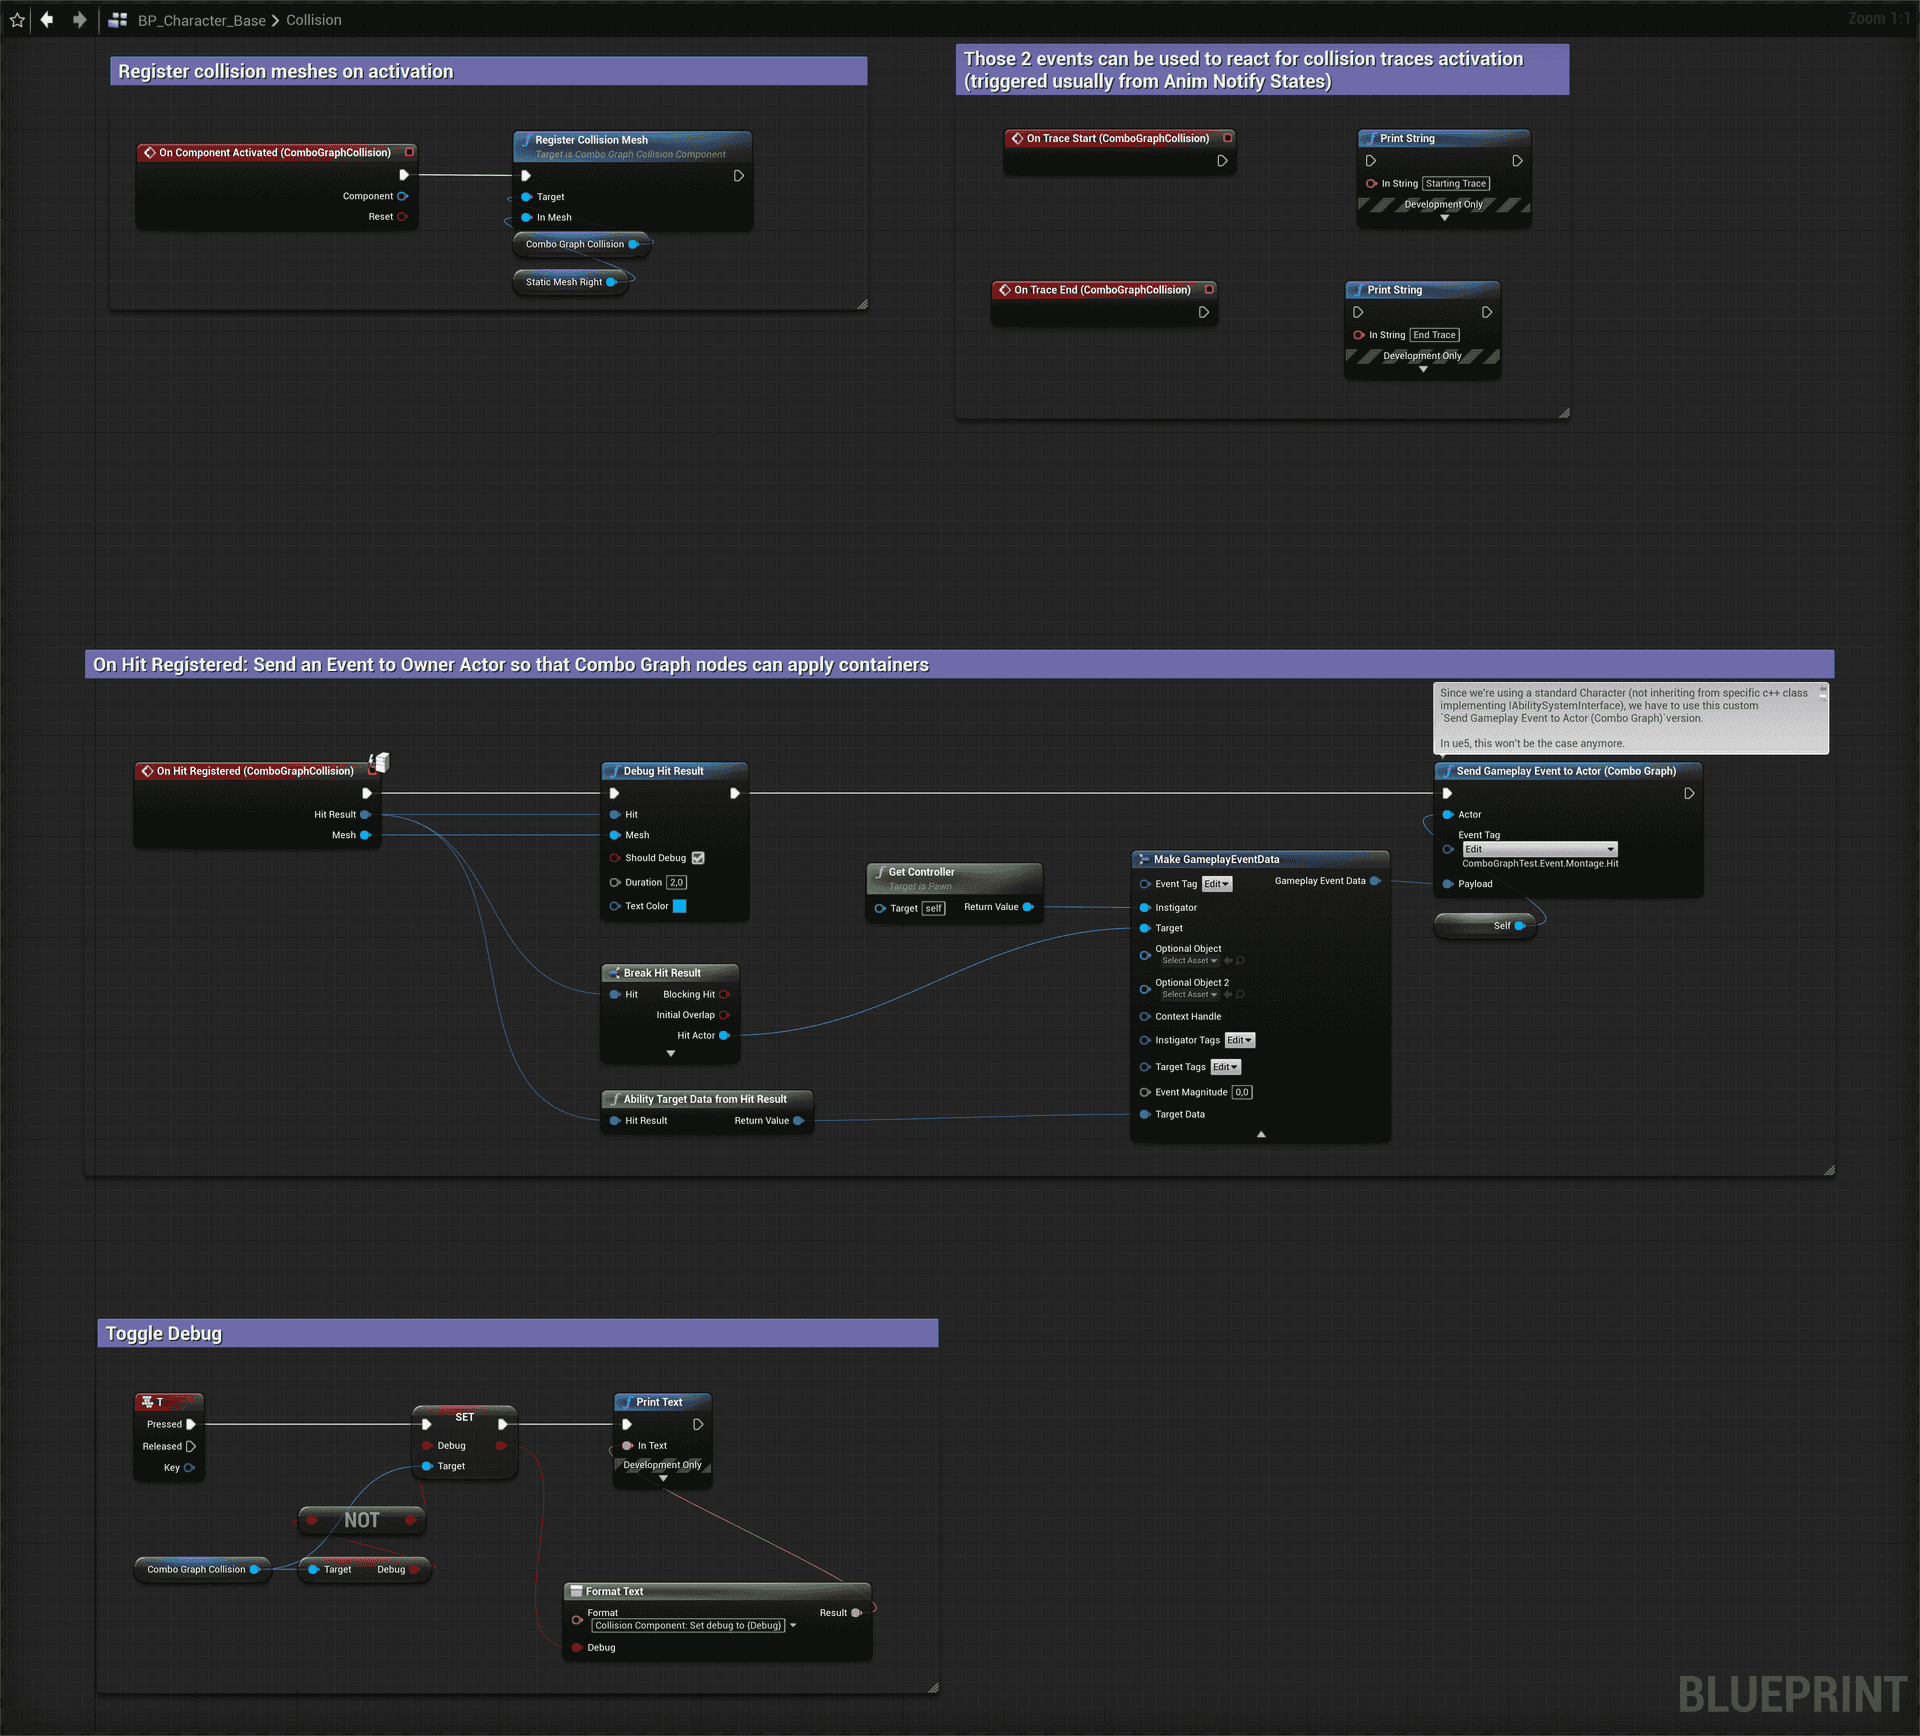 BP_Character_Base > Collision
Zoom 1:1
Register collision meshes on activation
On Component Activated (ComboGraphCollision)
Component
Reset
Register Collision Mesh
Target is Combo Graph Collision Component
Target
In Mesh
Combo Graph Collision
Static Mesh Right
Those 2 events can be used to react for collision traces activation
(triggered usually from Anim Notify States)
On Trace Start (ComboGraphCollision)
Print String
In String Starting Trace
Development Only
On Trace End (ComboGraphCollision)
Print String
In String End Trace
Development Only
On Hit Registered: Send an Event to Owner Actor so that Combo Graph nodes can apply containers
Since we're using a standard Character (not inheriting from specific c++ class
implementing IAbilitySystemInterface), we have to use this custom
`Send Gameplay Event to Actor (Combo Graph)`version.
In ue5, this won't be the case anymore.
On Hit Registered (ComboGraphCollision)
Hit Result
Mesh
Debug Hit Result
Hit
Mesh
Should Debug
Duration 2,0
Text Color
Break Hit Result
Hit
Blocking Hit
Initial Overlap
Hit Actor
Ability Target Data from Hit Result
Hit Result
Return Value
Get Controller
Target is Pawn
Target self
Return Value
Make GameplayEventData
Event Tag Edit
Gameplay Event Data
Instigator
Target
Optional Object
Select Asset
Optional Object 2
Select Asset
Context Handle
Instigator Tags Edit
Target Tags Edit
Event Magnitude 0,0
Target Data
Send Gameplay Event to Actor (Combo Graph)
Actor
Event Tag
Edit
ComboGraphTest.Event.Montage.Hit
Payload
Self
Toggle Debug
T
Pressed
Released
Key
SET
Debug
Target
Print Text
In Text
Development Only
NOT
Combo Graph Collision
Target
Debug
Format Text
Format
Collision Component: Set debug to {Debug}
Result
Debug
BLUEPRINT